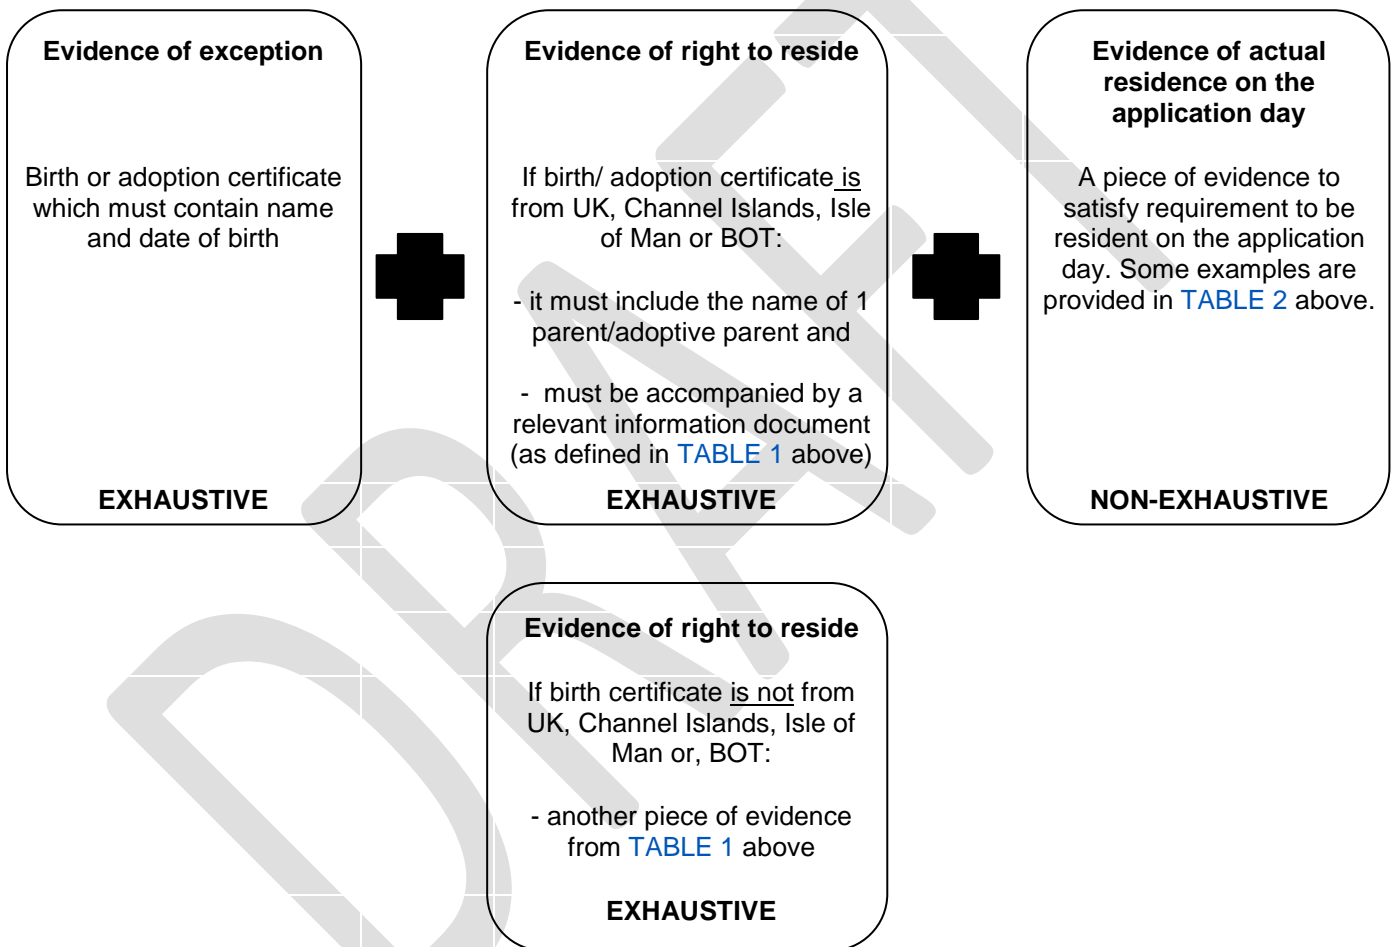 Evidence of exception
Birth or adoption certificate
which must contain name
and date of birth
EXHAUSTIVE
Evidence of right to reside
If birth/ adoption certificate is
from UK, Channel Islands, Isle
of Man or BOT:
- it must include the name of 1
parent/adoptive parent and
- must be accompanied by a
relevant information document
(as defined in TABLE 1 above)
EXHAUSTIVE
Evidence of actual
residence on the
application day
A piece of evidence to
satisfy requirement to be
resident on the application
day. Some examples are
provided in TABLE 2 above.
NON-EXHAUSTIVE
Evidence of right to reside
If birth certificate is not from
UK, Channel Islands, Isle of
Man or, BOT:
- another piece of evidence
from TABLE 1 above
EXHAUSTIVE
DRAFT